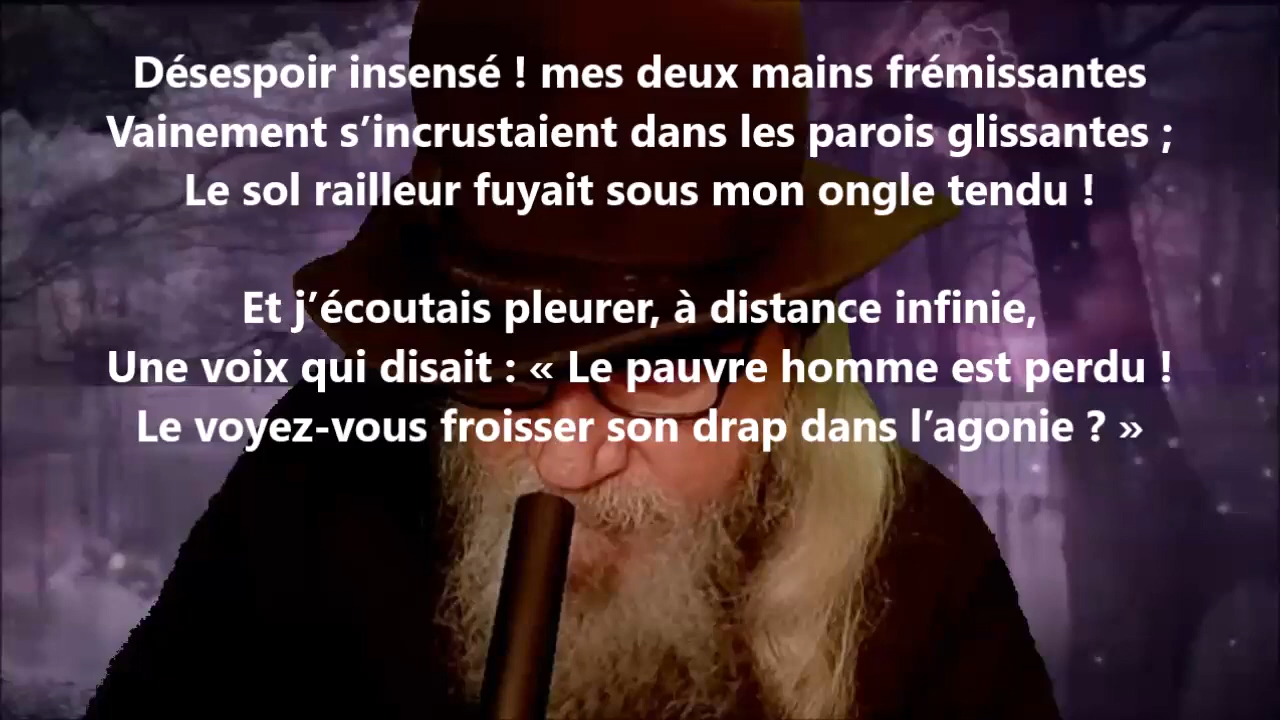 Désespoir insensé ! mes deux mains frémissantes
Vainement s’incrustaient dans les parois glissantes ;
Le sol railleur fuyait sous mon ongle tendu !
Et j’écoutais pleurer, à distance infinie,
Une voix qui disait : « Le pauvre homme est perdu !
Le voyez-vous froisser son drap dans l’agonie ? »